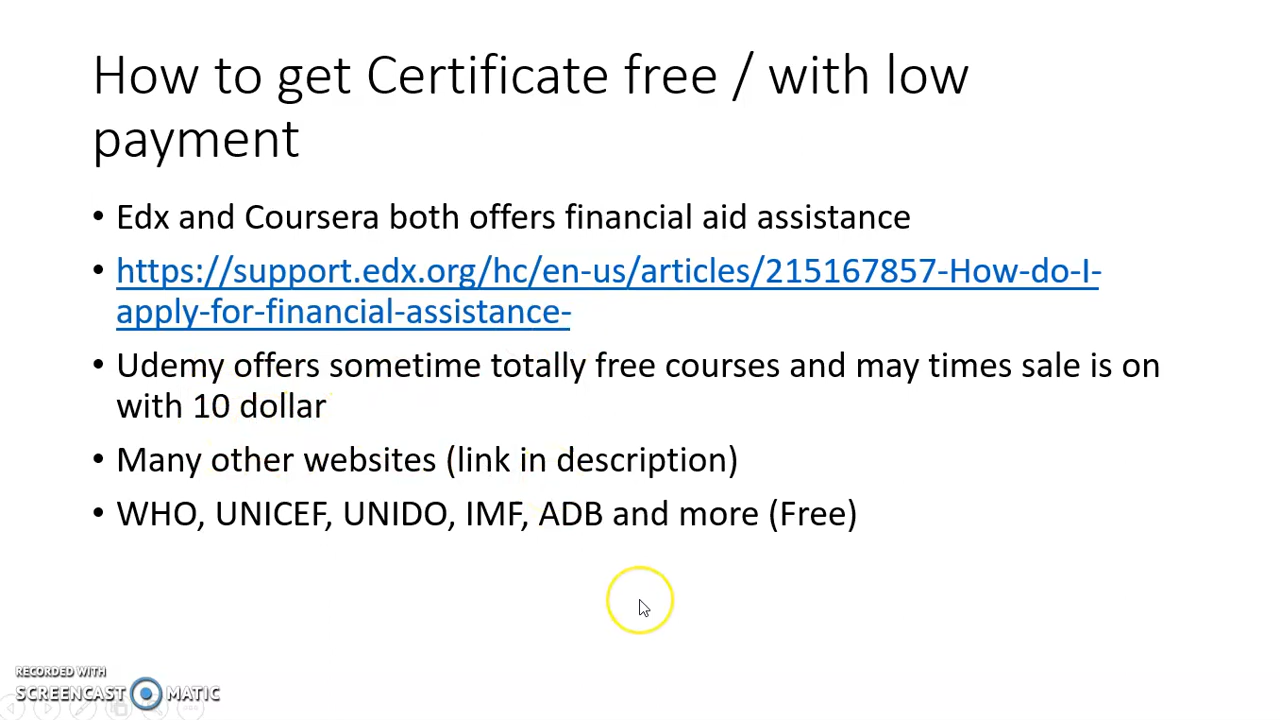 How to get Certificate free / with low
payment
• Edx and Coursera both offers financial aid assistance
• https://support.edx.org/hc/en-us/articles/215167857-How-do-I-
apply-for-financial-assistance-
• Udemy offers sometime totally free courses and may times sale is on
with 10 dollar
• Many other websites (link in description)
• WHO, UNICEF, UNIDO, IMF, ADB and more (Free)
RECORDED WITH
SCREENCAST MATIC